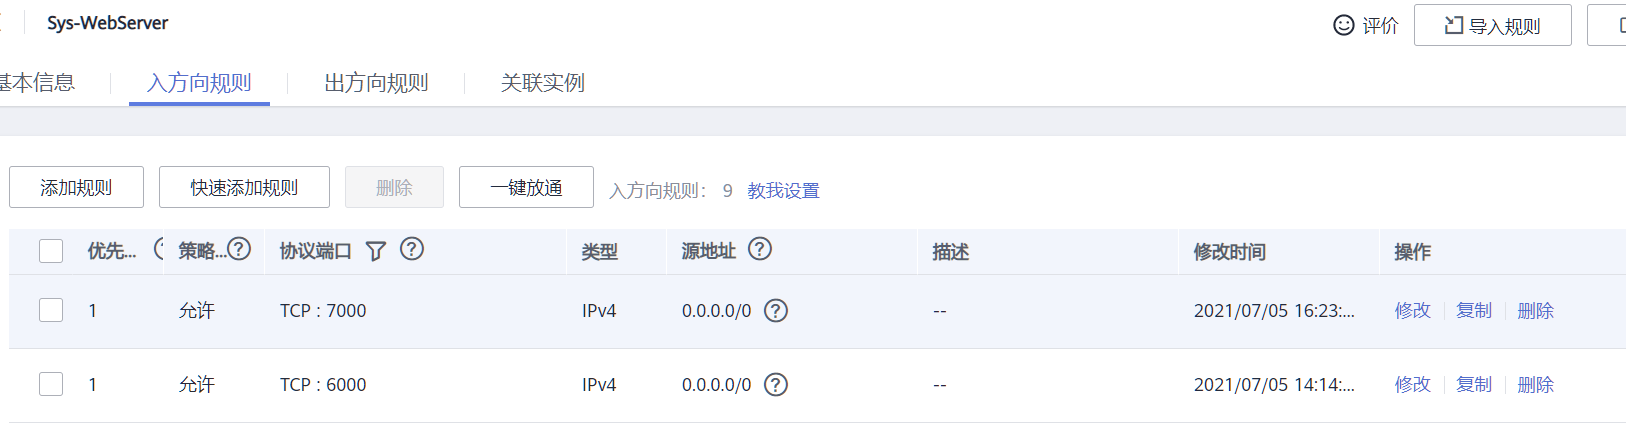 Sys-WebServer 评价 导入规则
基本信息 入方向规则 出方向规则 关联实例
添加规则 快速添加规则 删除 一键放通 入方向规则： 9 教我设置
优先... 策略... 协议端口 类型 源地址 描述 修改时间 操作
1 允许 TCP : 7000 IPv4 0.0.0.0/0 -- 2021/07/05 16:23:... 修改 复制 删除
1 允许 TCP : 6000 IPv4 0.0.0.0/0 -- 2021/07/05 14:14:... 修改 复制 删除